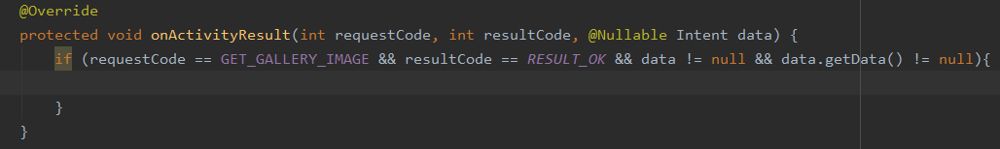 @Override
protected void onActivityResult(int requestCode, int resultCode, @Nullable Intent data) {
if (requestCode == GET_GALLERY_IMAGE && resultCode == RESULT_OK && data != null && data.getData() != null){
}
}